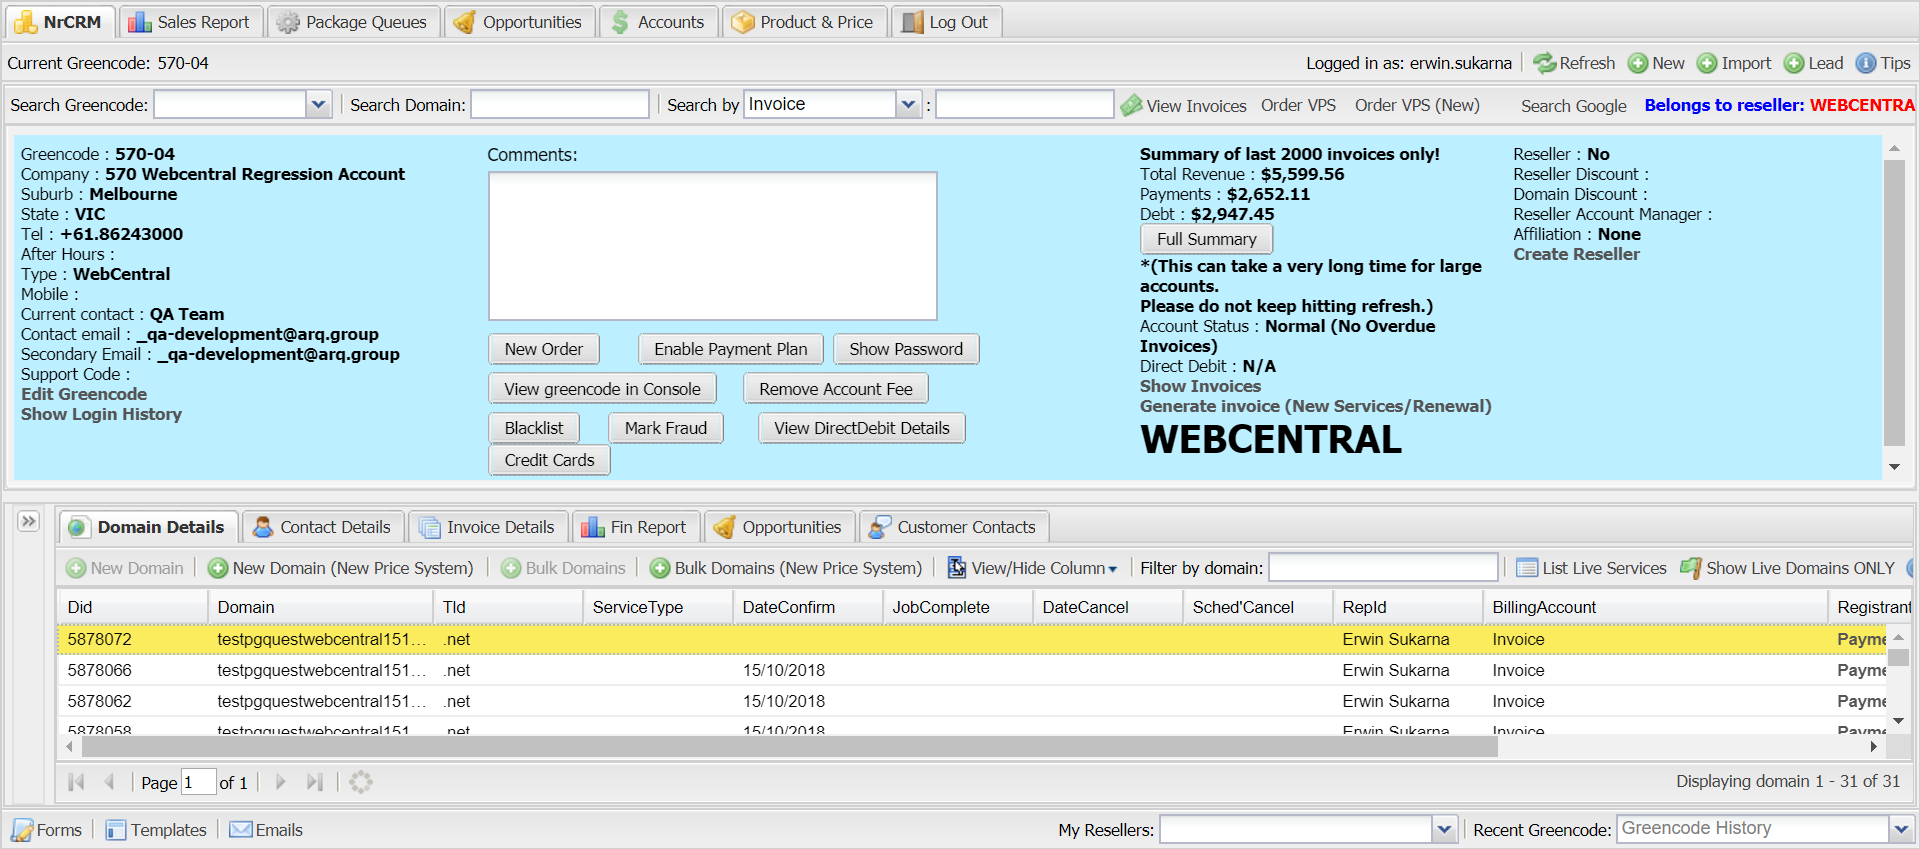 NrCRM Sales Report Package Queues Opportunities Accounts Product & Price Log Out
Current Greencode: 570-04 Logged in as: erwin.sukarna Refresh New Import Lead Tips
Search Greencode: Search Domain: Search by Invoice : View Invoices Order VPS Order VPS (New) Search Google Belongs to reseller: WEBCENTRA
Greencode : 570-04
Company : 570 Webcentral Regression Account
Suburb : Melbourne
State : VIC
Tel : +61.86243000
After Hours :
Type : WebCentral
Mobile :
Current contact : QA Team
Contact email : _qa-development@arq.group
Secondary Email : _qa-development@arq.group
Support Code :
Edit Greencode
Show Login History
Comments:
New Order Enable Payment Plan Show Password
View greencode in Console Remove Account Fee
Blacklist Mark Fraud View DirectDebit Details
Credit Cards
Summary of last 2000 invoices only!
Total Revenue : $5,599.56
Payments : $2,652.11
Debt : $2,947.45
Full Summary
*(This can take a very long time for large
accounts.
Please do not keep hitting refresh.)
Account Status : Normal (No Overdue
Invoices)
Direct Debit : N/A
Show Invoices
Generate invoice (New Services/Renewal)
WEBCENTRAL
Reseller : No
Reseller Discount :
Domain Discount :
Reseller Account Manager :
Affiliation : None
Create Reseller
Domain Details Contact Details Invoice Details Fin Report Opportunities Customer Contacts
New Domain New Domain (New Price System) Bulk Domains Bulk Domains (New Price System) View/Hide Column Filter by domain: List Live Services Show Live Domains ONLY
Did Domain Tld ServiceType DateConfirm JobComplete DateCancel Sched'Cancel RepId BillingAccount Registrant
5878072 testpgquestwebcentral151... .net Erwin Sukarna Invoice Payme
5878066 testpgquestwebcentral151... .net 15/10/2018 Erwin Sukarna Invoice Payme
5878062 testpgquestwebcentral151... .net 15/10/2018 Erwin Sukarna Invoice Payme
5878058 testpgquestwebcentral151... .net 15/10/2018 Erwin Sukarna Invoice Payme
Page 1 of 1 Displaying domain 1 - 31 of 31
Forms Templates Emails My Resellers: Recent Greencode: Greencode History